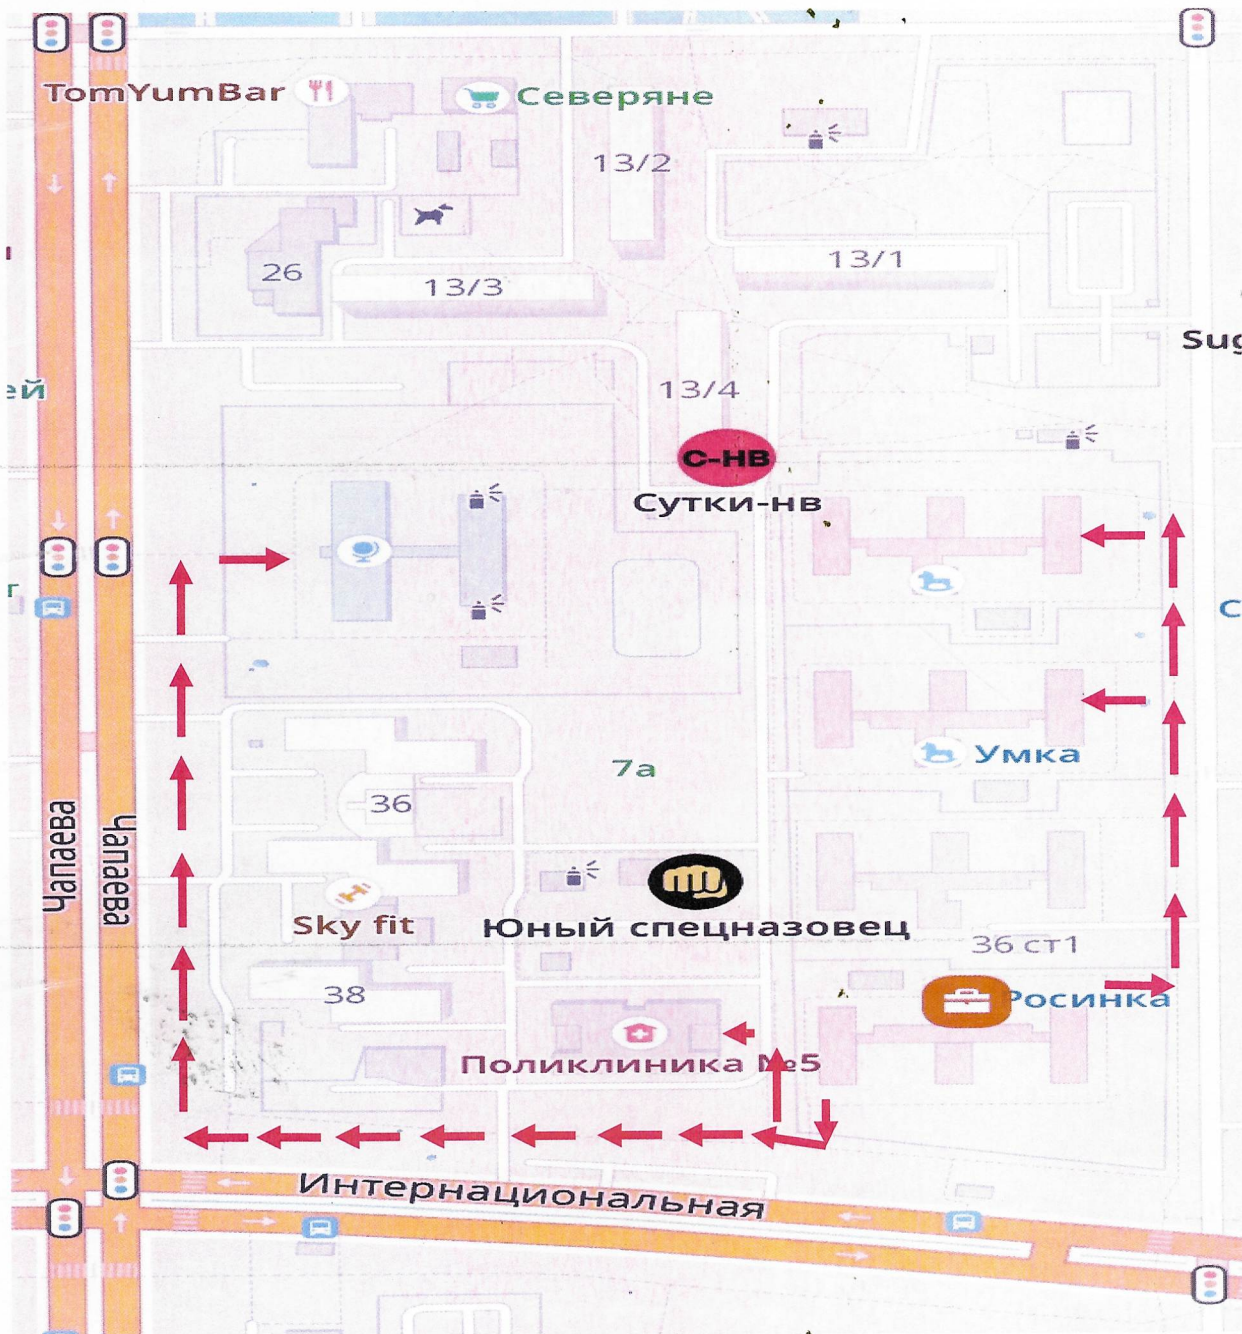 TomYumBar
Северяне
13/2
13/1
26
13/3
Sug
ей
13/4
С-НВ
Сутки-нв
г
С
Умка
7а
36
Чапаева
Чапаева
Sky fit
Юный спецназовец
36 ст1
38
Росинка
Поликлиника №5
Интернациональная